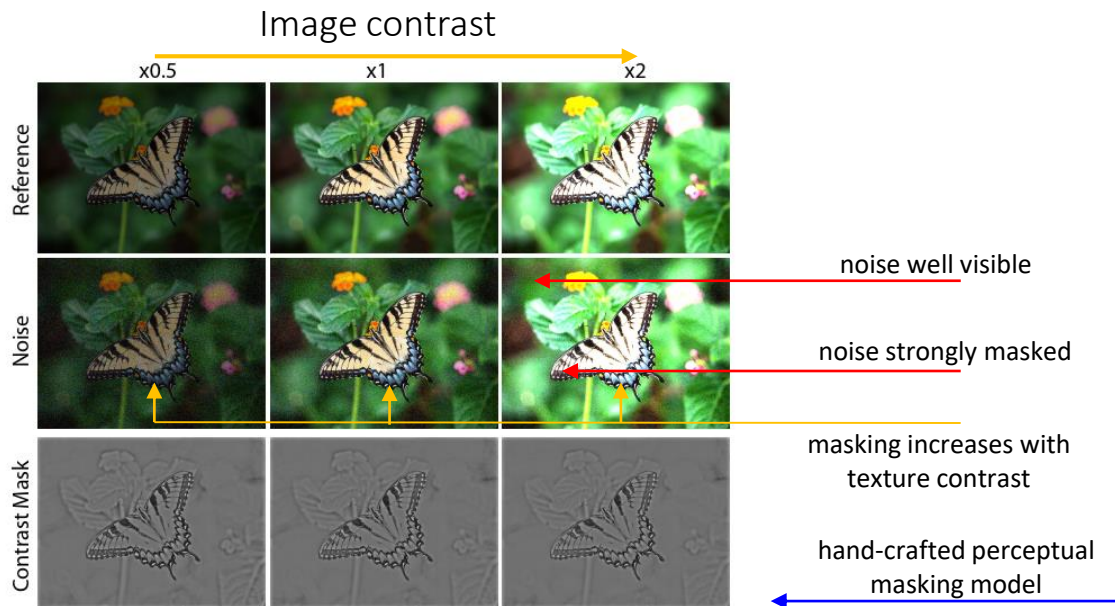 Image contrast
x0.5
x1
x2
Reference
noise well visible
Noise
noise strongly masked
masking increases with
texture contrast
Contrast Mask
hand-crafted perceptual
masking model